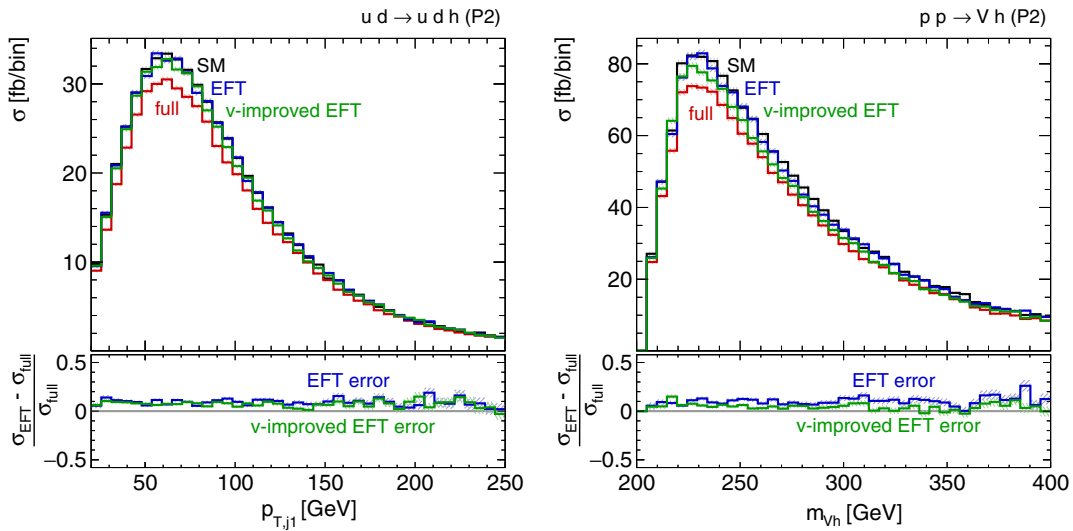 u d → u d h (P2)
σ [fb/bin]
30
20
10
SM
EFT
v-improved EFT
full
σEFT - σfull
σfull
0.5
0
−0.5
EFT error
v-improved EFT error
50 100 150 200 250
pT,j1 [GeV]
p p → V h (P2)
σ [fb/bin]
80
60
40
20
SM
EFT
v-improved EFT
full
σEFT - σfull
σfull
0.5
0
−0.5
EFT error
v-improved EFT error
200 250 300 350 400
mVh [GeV]